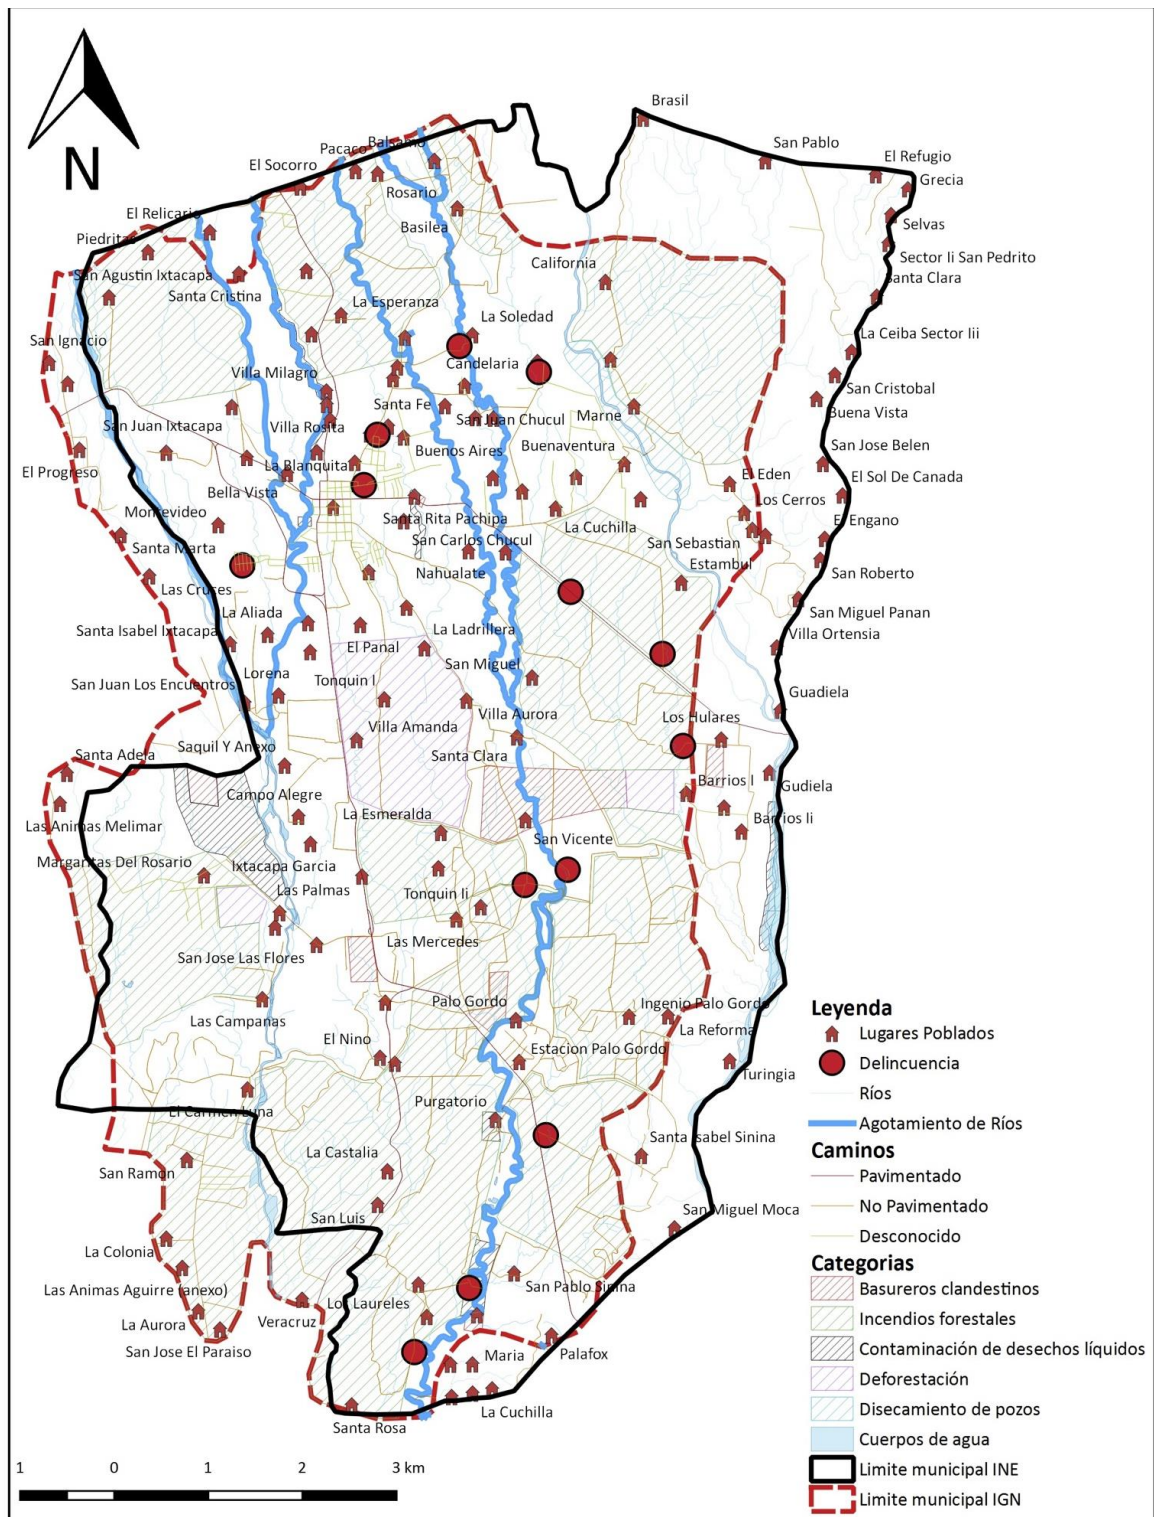 N
Brasil
San Pablo
El Refugio
Grecia
Balsamo
Pacaco
El Socorro
Rosario
El Relicario
Basilea
Selvas
Piedritas
Sector Ii San Pedrito
California
San Agustin Ixtacapa
Santa Clara
Santa Cristina
La Esperanza
La Soledad
San Ignacio
La Ceiba Sector Iii
Candelaria
Villa Milagro
San Cristobal
Santa Fe
Buena Vista
Marne
San Juan Chucul
San Juan Ixtacapa
Villa Rosita
Buenos Aires
Buenaventura
San Jose Belen
La Blanquita
El Progreso
El Eden
El Sol De Canada
Bella Vista
Los Cerros
Montevideo
Santa Rita Pachipa
La Cuchilla
El Engano
San Carlos Chucul
San Sebastian
Santa Marta
Estambul
Nahualate
San Roberto
Las Cruces
La Aliada
San Miguel Panan
Santa Isabel Ixtacapa
La Ladrillera
Villa Ortensia
El Panal
San Miguel
Lorena
Tonquin I
San Juan Los Encuentros
Guadiela
Villa Aurora
Los Hulares
Villa Amanda
Saquil Y Anexo
Santa Adela
Santa Clara
Barrios I
Gudiela
Campo Alegre
La Esmeralda
Barrios Ii
Las Animas Melimar
San Vicente
Margaritas Del Rosario
Ixtacapa Garcia
Las Palmas
Tonquin Ii
Las Mercedes
San Jose Las Flores
Palo Gordo
Ingenio Palo Gordo
Las Campanas
La Reforma
El Nino
Estacion Palo Gordo
Turingia
Purgatorio
El Carmen Luna
Santa Isabel Sinina
La Castalia
San Ramon
San Luis
San Miguel Moca
La Colonia
San Pablo Sinina
Las Animas Aguirre (anexo)
Los Laureles
La Aurora
Veracruz
San Jose El Paraiso
Maria
Palafox
La Cuchilla
Santa Rosa
1 0 1 2 3 km
Leyenda
Lugares Poblados
Delincuencia
Ríos
Agotamiento de Ríos
Caminos
Pavimentado
No Pavimentado
Desconocido
Categorias
Basureros clandestinos
Incendios forestales
Contaminación de desechos líquidos
Deforestación
Disecamiento de pozos
Cuerpos de agua
Limite municipal INE
Limite municipal IGN